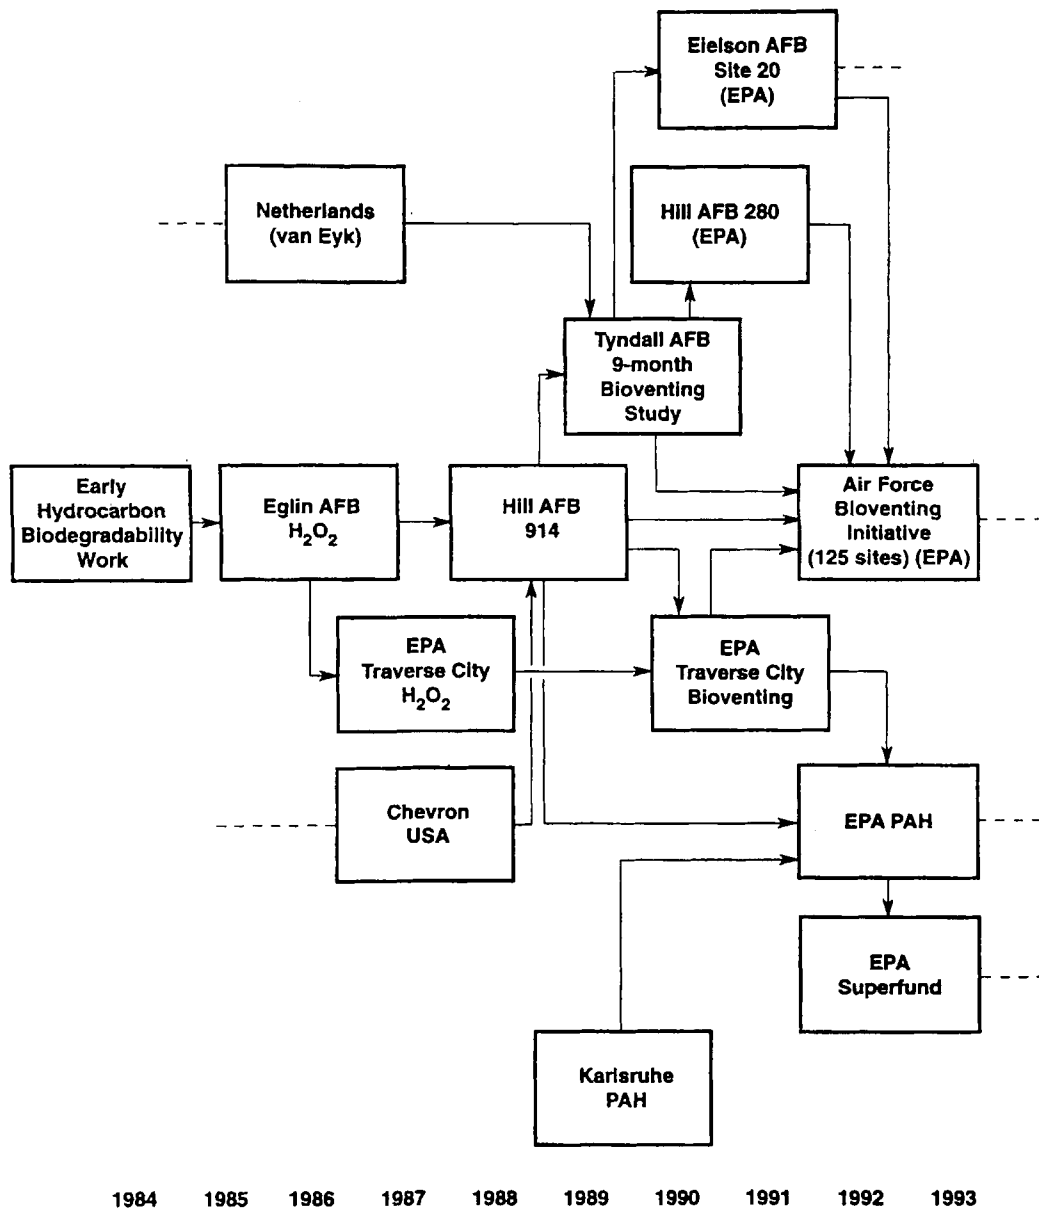 Eielson AFB
Site 20
(EPA)
Netherlands
(van Eyk)
Hill AFB 280
(EPA)
Tyndall AFB
9-month
Bioventing
Study
Early
Hydrocarbon
Biodegradability
Work
Eglin AFB
H₂O₂
Hill AFB
914
Air Force
Bioventing
Initiative
(125 sites) (EPA)
EPA
Traverse City
H₂O₂
EPA
Traverse City
Bioventing
Chevron
USA
EPA PAH
EPA
Superfund
Karlsruhe
PAH
1984 1985 1986 1987 1988 1989 1990 1991 1992 1993